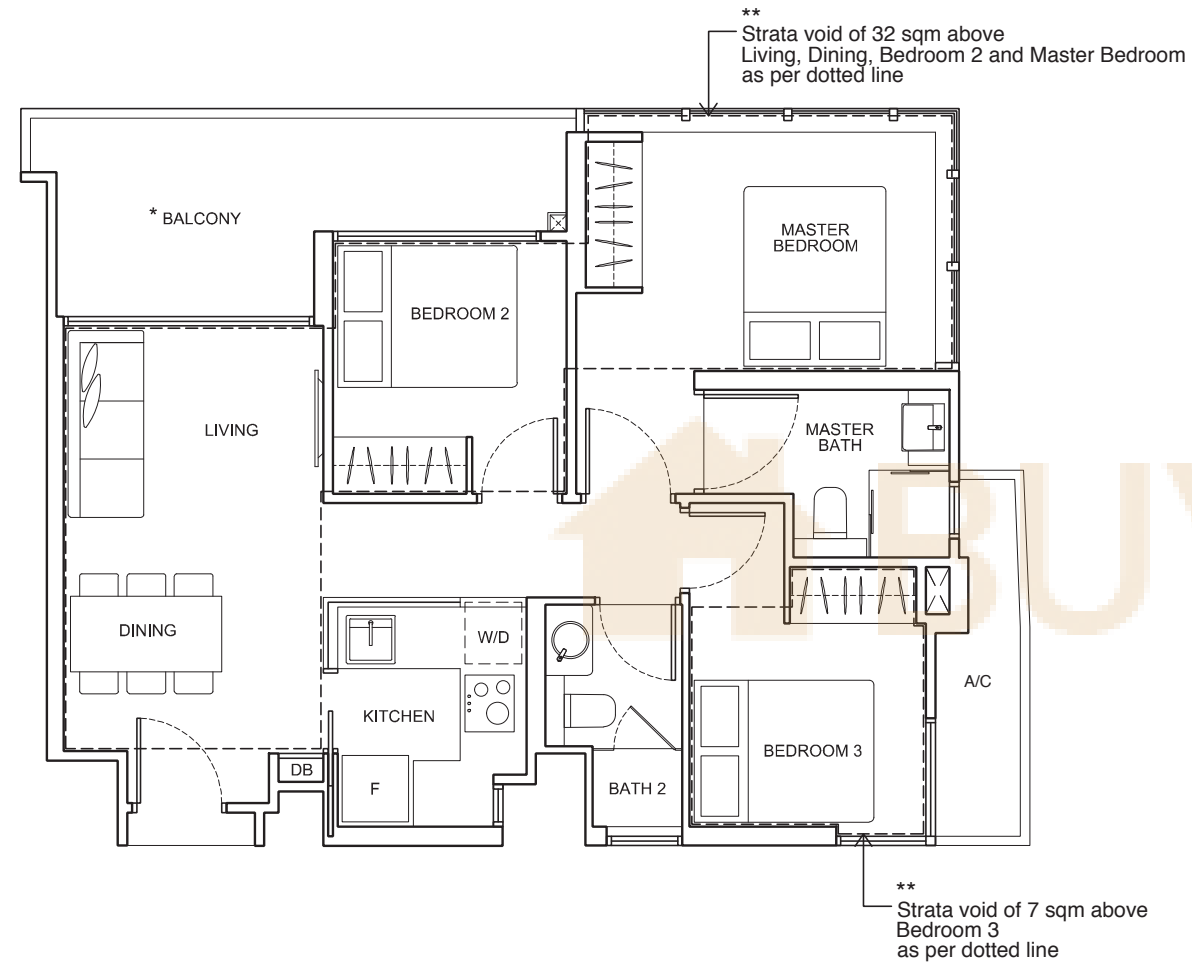 **
Strata void of 32 sqm above
Living, Dining, Bedroom 2 and Master Bedroom
as per dotted line
* BALCONY
MASTER
BEDROOM
BEDROOM 2
LIVING
MASTER
BATH
DINING
W/D
A/C
KITCHEN
BEDROOM 3
DB
F
BATH 2
**
Strata void of 7 sqm above
Bedroom 3
as per dotted line